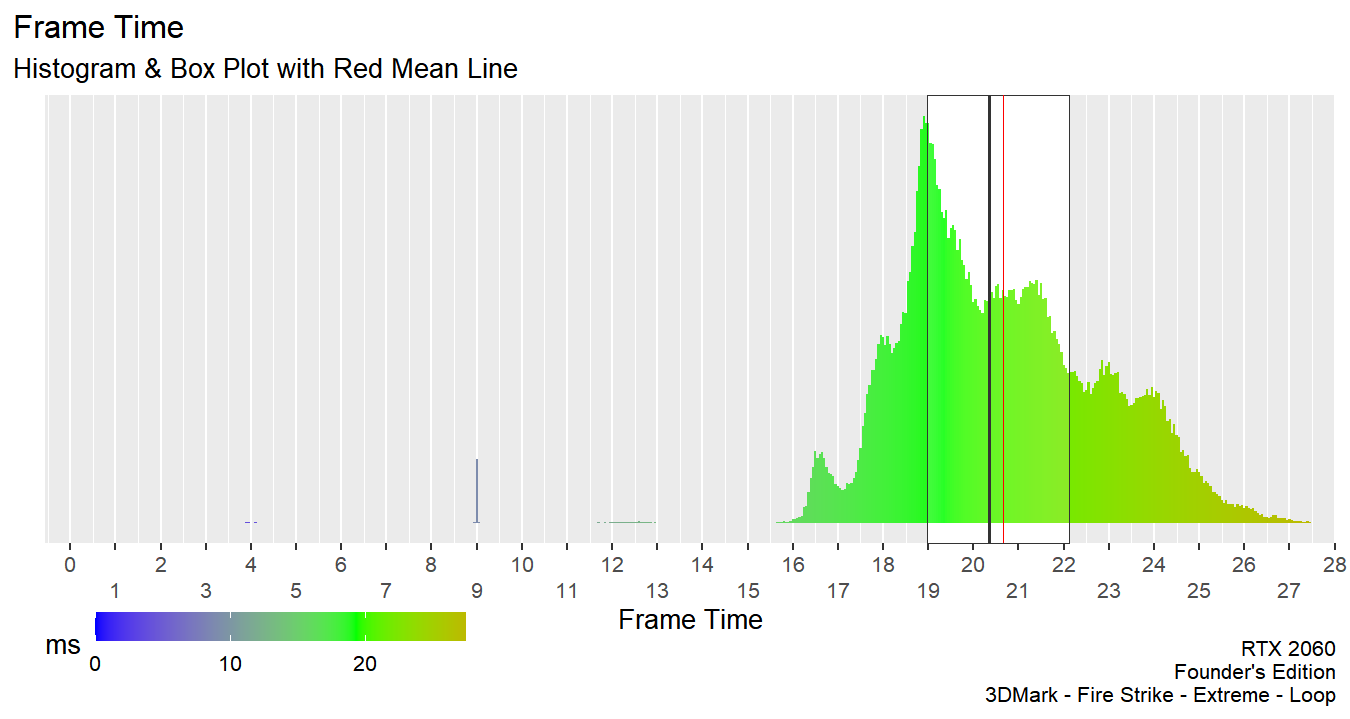 Frame Time
Histogram & Box Plot with Red Mean Line
0 2 4 6 8 10 12 14 16 18 20 22 24 26 28
1 3 5 7 9 11 13 15 17 19 21 23 25 27
Frame Time
ms
0 10 20
RTX 2060
Founder's Edition
3DMark - Fire Strike - Extreme - Loop